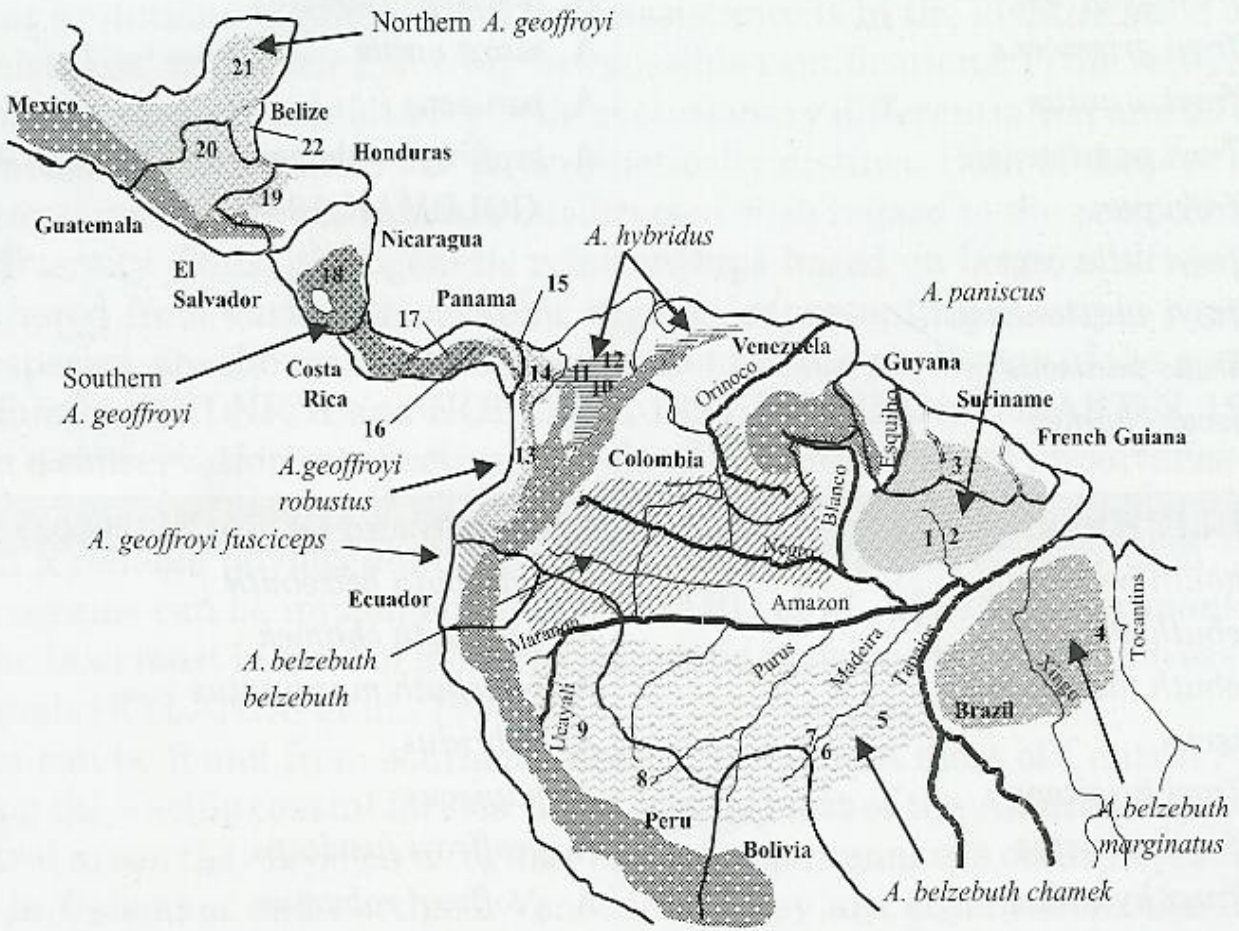 Northern A. geoffroyi
21
Mexico
Belize
20
22
Honduras
19
Guatemala
Nicaragua
A. hybridus
El
Salvador
18
Panama
15
A. paniscus
17
12
Venezuela
Guyana
14
11
10
Orinoco
Suriname
Southern
A. geoffroyi
Costa
Rica
Esequiho
French Guiana
16
A.geoffroyi
robustus
13
Colombia
3
Blanco
A. geoffroyi fusciceps
1
2
Negro
Ecuador
Amazon
Tocantins
Maranon
4
A. belzebuth
belzebuth
Purus
Madeira
Tapajos
Xingu
Brazil
Ucayali
9
5
7
6
8
A.belzebuth
marginatus
Peru
Bolivia
A. belzebuth chamek